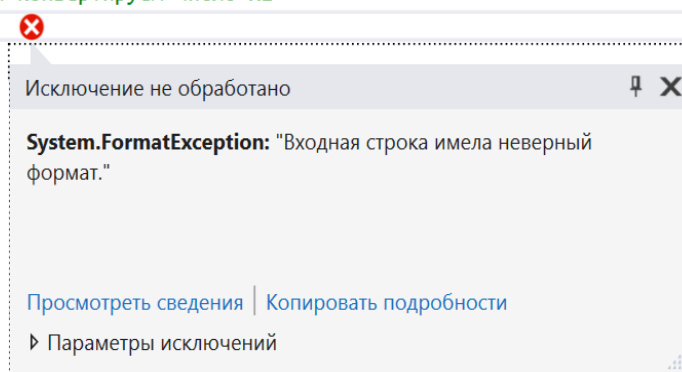 Исключение не обработано
System.FormatException: "Входная строка имела неверный
формат."
Просмотреть сведения | Копировать подробности
Параметры исключений